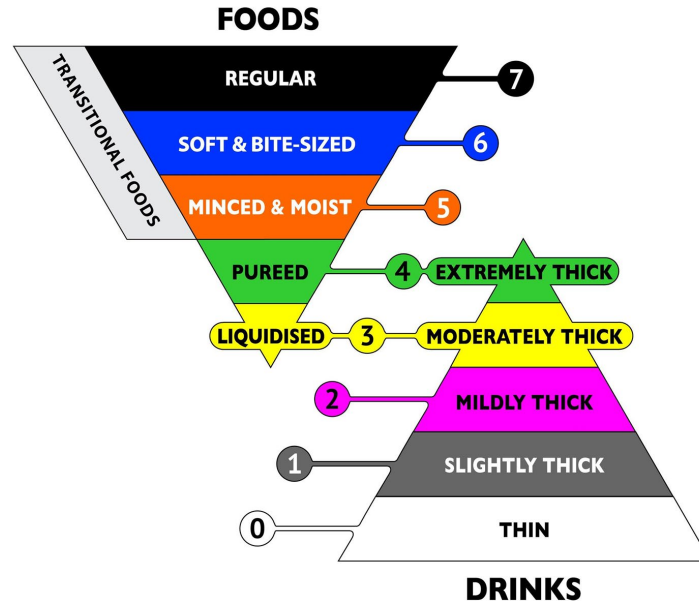 FOODS
TRANSITIONAL FOODS
REGULAR
7
SOFT & BITE-SIZED
6
MINCED & MOIST
5
PUREED
4
EXTREMELY THICK
LIQUIDISED
3
MODERATELY THICK
2
MILDLY THICK
1
SLIGHTLY THICK
0
THIN
DRINKS